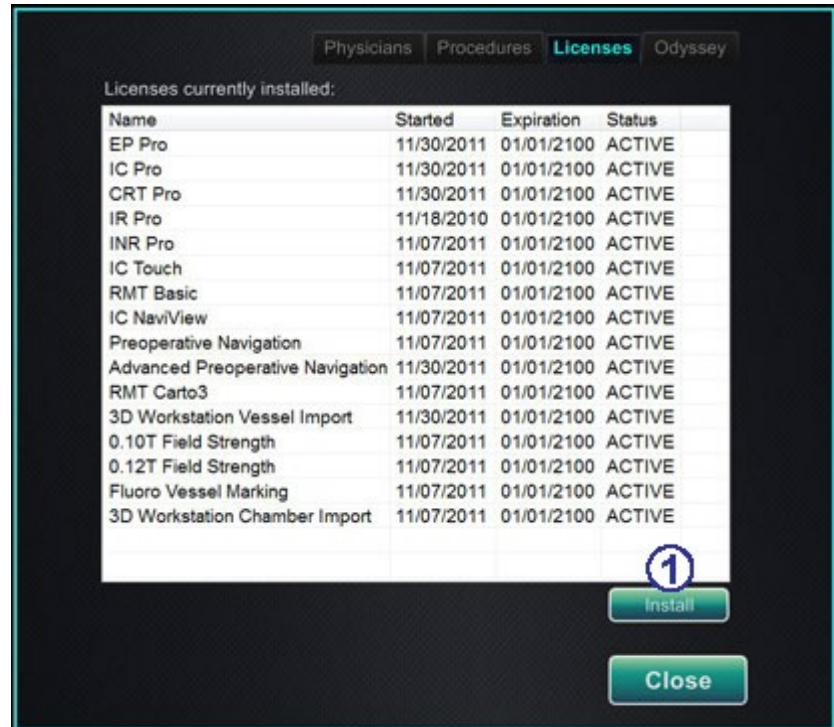 Physicians Procedures Licenses Odyssey
Licenses currently installed:
Name Started Expiration Status
EP Pro 11/30/2011 01/01/2100 ACTIVE
IC Pro 11/30/2011 01/01/2100 ACTIVE
CRT Pro 11/30/2011 01/01/2100 ACTIVE
IR Pro 11/18/2010 01/01/2100 ACTIVE
INR Pro 11/07/2011 01/01/2100 ACTIVE
IC Touch 11/07/2011 01/01/2100 ACTIVE
RMT Basic 11/07/2011 01/01/2100 ACTIVE
IC NaviView 11/07/2011 01/01/2100 ACTIVE
Preoperative Navigation 11/07/2011 01/01/2100 ACTIVE
Advanced Preoperative Navigation 11/30/2011 01/01/2100 ACTIVE
RMT Carto3 11/07/2011 01/01/2100 ACTIVE
3D Workstation Vessel Import 11/30/2011 01/01/2100 ACTIVE
0.10T Field Strength 11/07/2011 01/01/2100 ACTIVE
0.12T Field Strength 11/07/2011 01/01/2100 ACTIVE
Fluoro Vessel Marking 11/07/2011 01/01/2100 ACTIVE
3D Workstation Chamber Import 11/07/2011 01/01/2100 ACTIVE
1
Install
Close